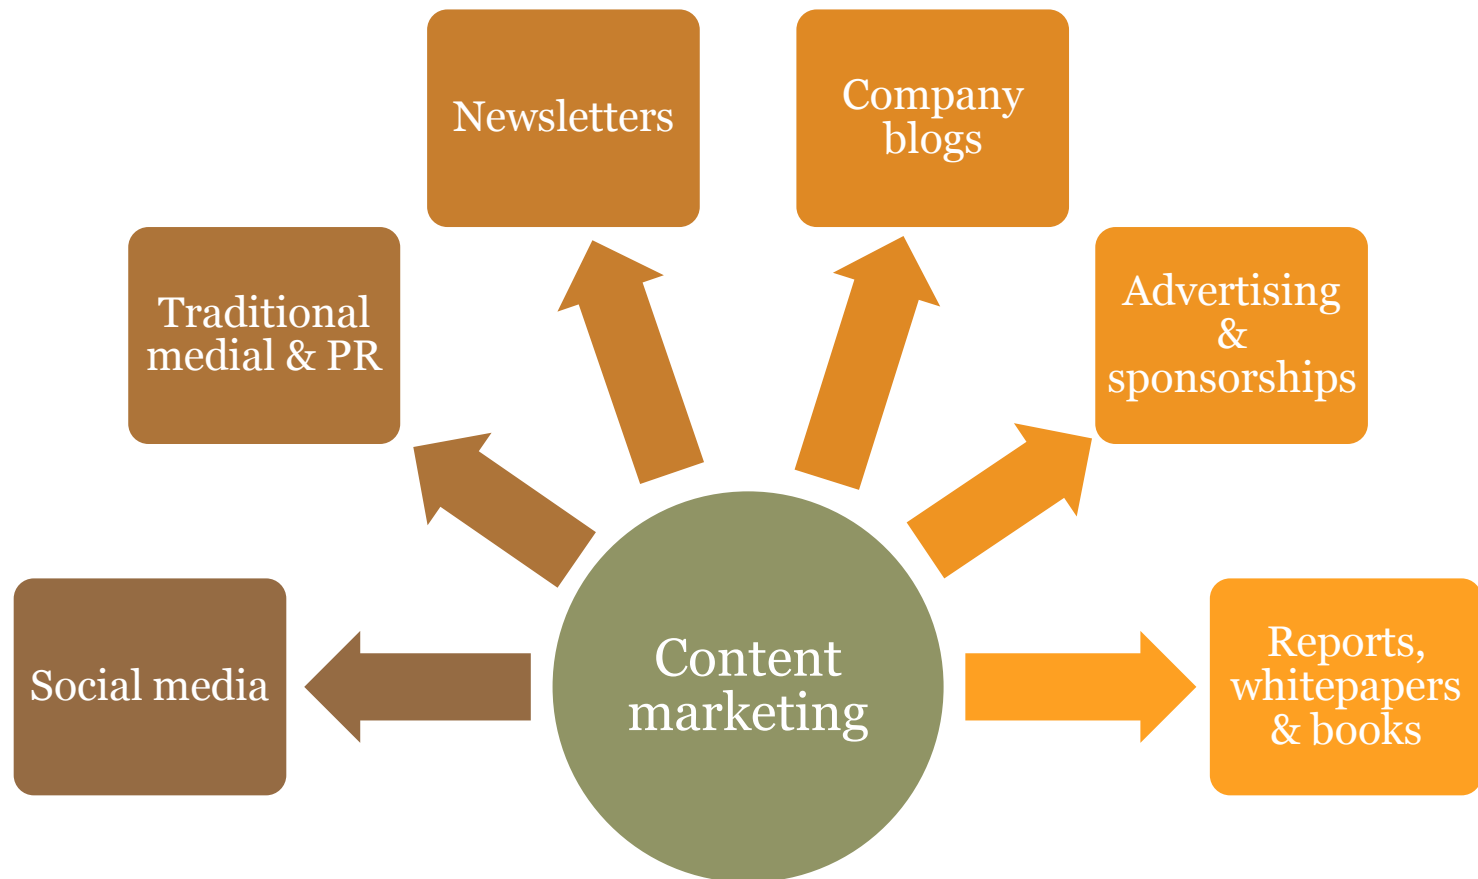 Newsletters
Company
blogs
Traditional
medial & PR
Advertising
&
sponsorships
Social media
Content
marketing
Reports,
whitepapers
& books